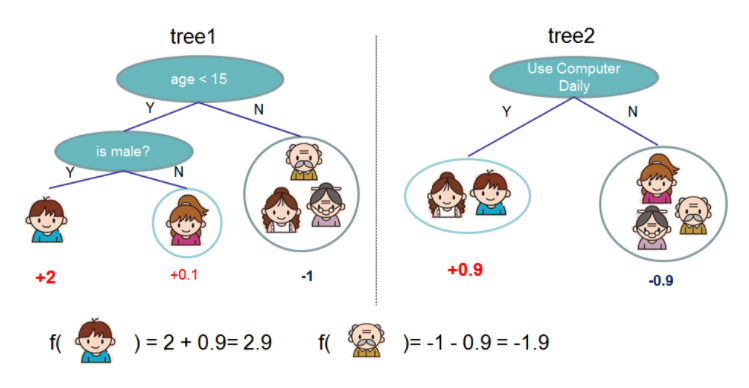 tree1
age < 15
Y
N
is male?
Y
N
+2
+0.1
-1
tree2
Use Computer
Daily
Y
N
+0.9
-0.9
f( ) = 2 + 0.9= 2.9
f( )= -1 - 0.9 = -1.9